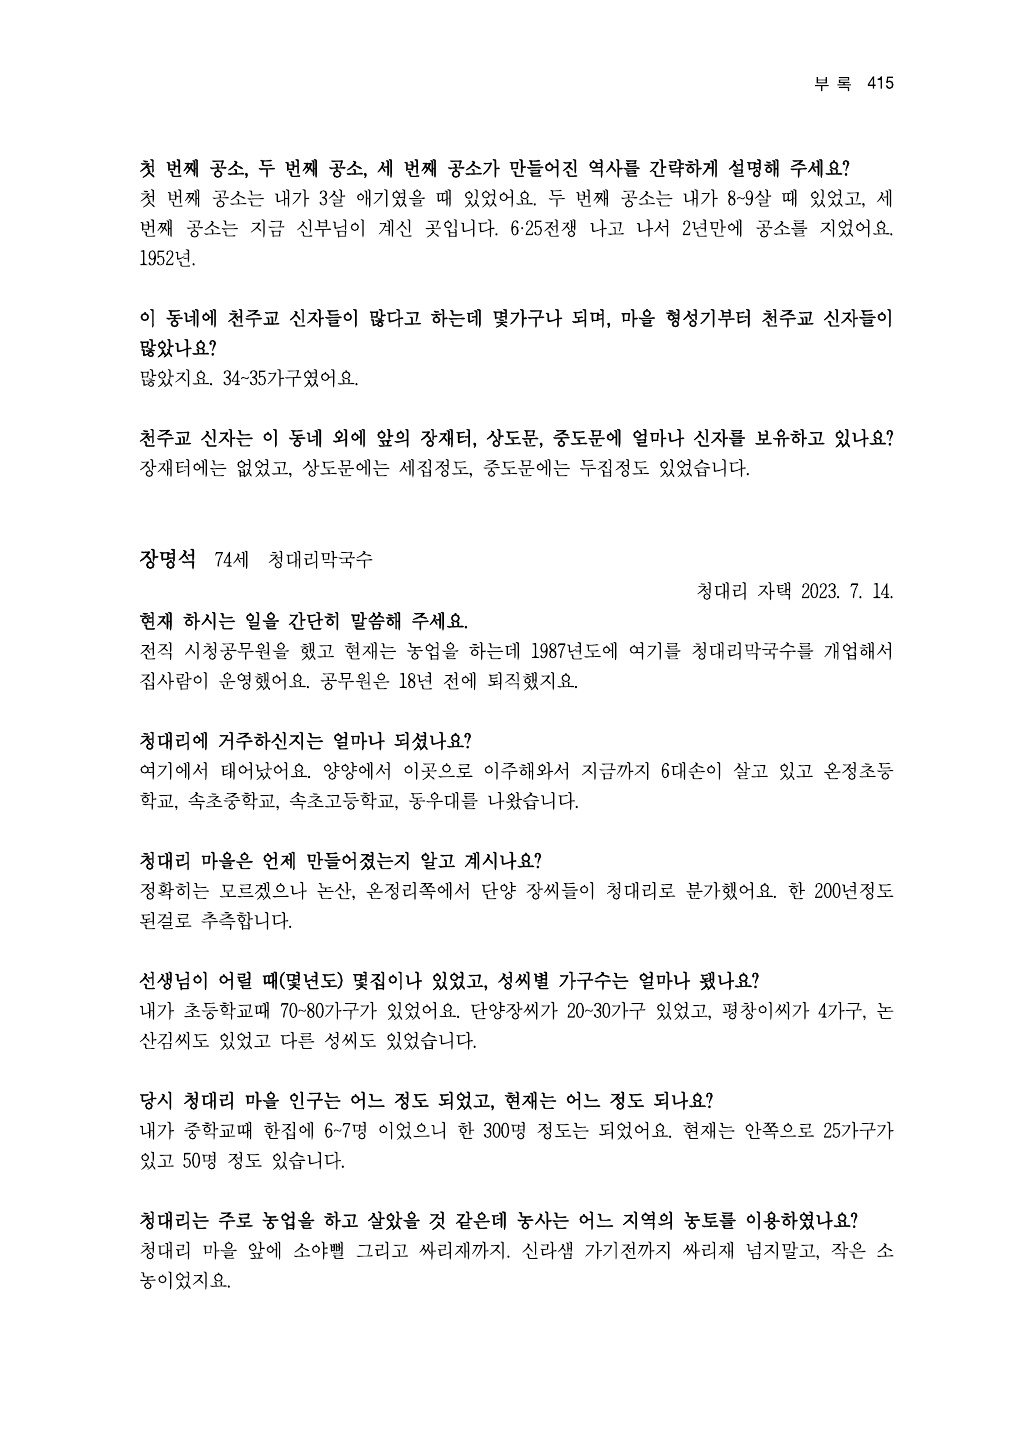 부 록 415
첫 번째 공소, 두 번째 공소, 세 번째 공소가 만들어진 역사를 간략하게 설명해 주세요?
첫 번째 공소는 내가 3살 애기였을 때 있었어요. 두 번째 공소는 내가 8~9살 때 있었고, 세
번째 공소는 지금 신부님이 계신 곳입니다. 6·25전쟁 나고 나서 2년만에 공소를 지었어요.
1952년.
이 동네에 천주교 신자들이 많다고 하는데 몇가구나 되며, 마을 형성기부터 천주교 신자들이
많았나요?
많았지요. 34~35가구였어요.
천주교 신자는 이 동네 외에 앞의 장재터, 상도문, 중도문에 얼마나 신자를 보유하고 있나요?
장재터에는 없었고, 상도문에는 세집정도, 중도문에는 두집정도 있었습니다.
장명석 74세 청대리막국수
청대리 자택 2023. 7. 14.
현재 하시는 일을 간단히 말씀해 주세요.
전직 시청공무원을 했고 현재는 농업을 하는데 1987년도에 여기를 청대리막국수를 개업해서
집사람이 운영했어요. 공무원은 18년 전에 퇴직했지요.
청대리에 거주하신지는 얼마나 되셨나요?
여기에서 태어났어요. 양양에서 이곳으로 이주해와서 지금까지 6대손이 살고 있고 온정초등
학교, 속초중학교, 속초고등학교, 동우대를 나왔습니다.
청대리 마을은 언제 만들어졌는지 알고 계시나요?
정확히는 모르겠으나 논산, 온정리쪽에서 단양 장씨들이 청대리로 분가했어요. 한 200년정도
된걸로 추측합니다.
선생님이 어릴 때(몇년도) 몇집이나 있었고, 성씨별 가구수는 얼마나 됐나요?
내가 초등학교때 70~80가구가 있었어요. 단양장씨가 20~30가구 있었고, 평창이씨가 4가구, 논
산김씨도 있었고 다른 성씨도 있었습니다.
당시 청대리 마을 인구는 어느 정도 되었고, 현재는 어느 정도 되나요?
내가 중학교때 한집에 6~7명 이었으니 한 300명 정도는 되었어요. 현재는 안쪽으로 25가구가
있고 50명 정도 있습니다.
청대리는 주로 농업을 하고 살았을 것 같은데 농사는 어느 지역의 농토를 이용하였나요?
청대리 마을 앞에 소야뻘 그리고 싸리재까지. 신라샘 가기전까지 싸리재 넘지말고, 작은 소
농이었지요.